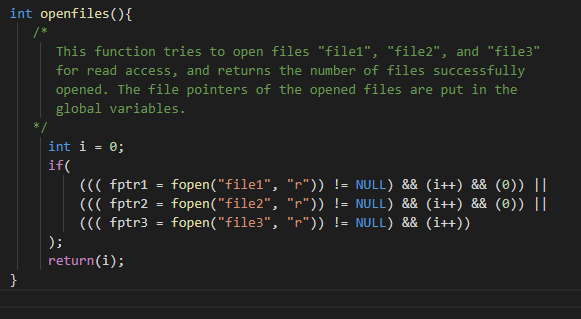 int openfiles(){
/*
This function tries to open files "file1", "file2", and "file3"
for read access, and returns the number of files successfully
opened. The file pointers of the opened files are put in the
global variables.
*/
int i = 0;
if(
((( fptr1 = fopen("file1", "r")) != NULL) && (i++) && (0)) ||
((( fptr2 = fopen("file2", "r")) != NULL) && (i++) && (0)) ||
((( fptr3 = fopen("file3", "r")) != NULL) && (i++))
);
return(i);
}